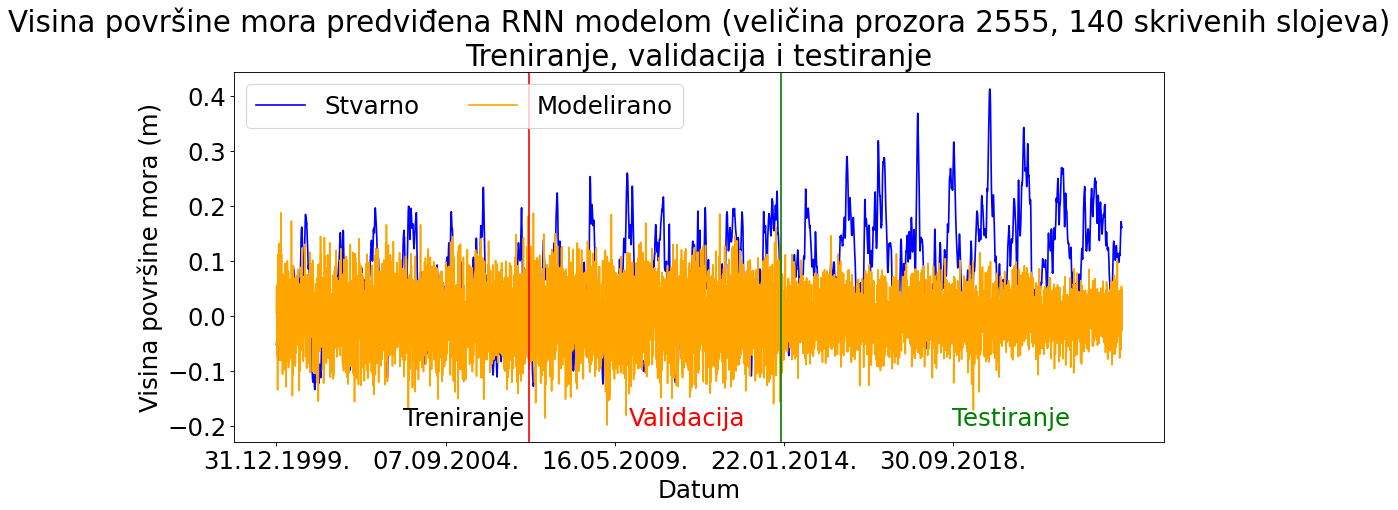 Visina površine mora predviđena RNN modelom (veličina prozora 2555, 140 skrivenih slojeva)
Treniranje, validacija i testiranje
Stvarno
Modelirano
Visina površine mora (m)
0.4
0.3
0.2
0.1
0.0
−0.1
−0.2
Treniranje
Validacija
Testiranje
31.12.1999.
07.09.2004.
16.05.2009.
22.01.2014.
30.09.2018.
Datum